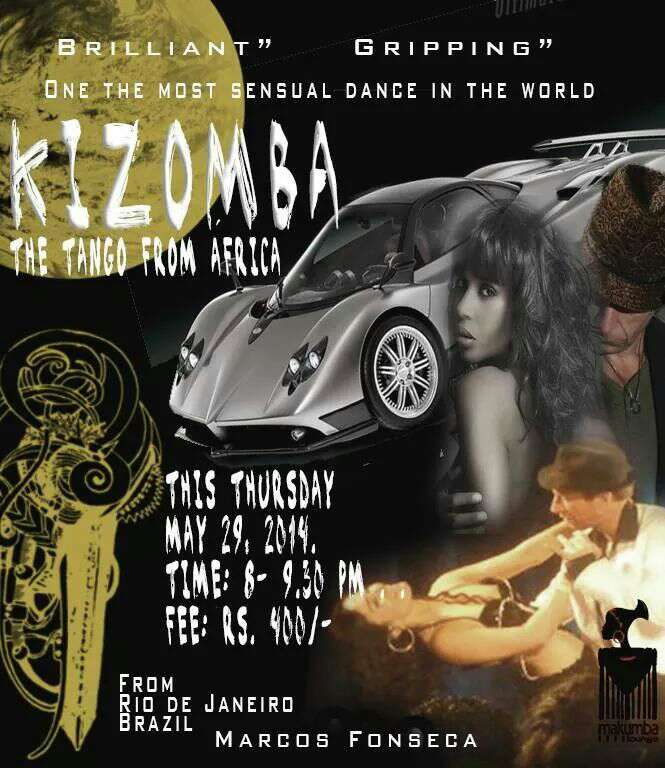 BRILLIANT” GRIPPING”
ONE THE MOST SENSUAL DANCE IN THE WORLD
KIZOMBA
THE TANGO FROM AFRICA
THIS THURSDAY
MAY 29, 2014.
TIME: 8- 9.30 PM . .
FEE: RS. 400/-
FROM
RIO DE JANEIRO
BRAZIL
MARCOS FONSECA
makumba
lounge